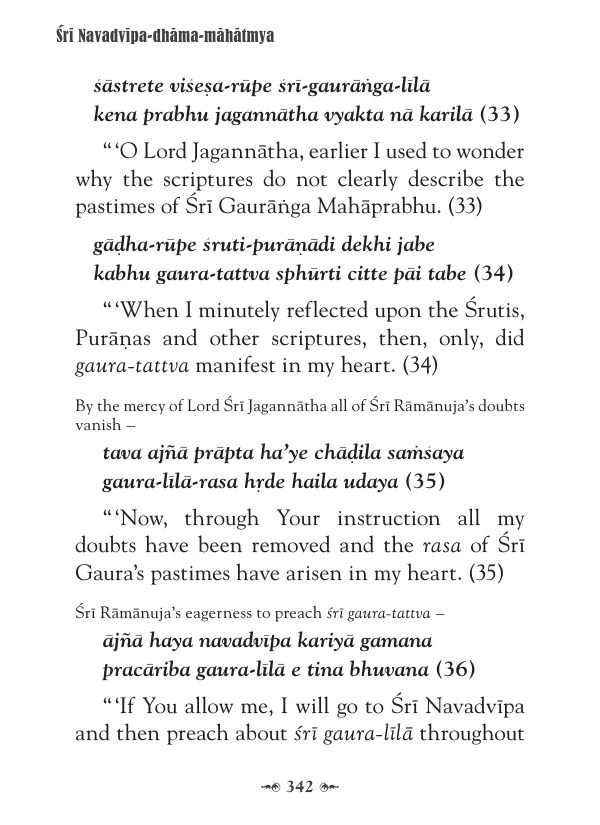 Śrī Navadvīpa-dhāma-māhātmya
śāstrete viśeṣa-rūpe śrī-gaurāṅga-līlā
kena prabhu jagannātha vyakta nā karilā (33)
“ ‘O Lord Jagannātha, earlier I used to wonder
why the scriptures do not clearly describe the
pastimes of Śrī Gaurāṅga Mahāprabhu. (33)
gāḍha-rūpe śruti-purāṇādi dekhi jabe
kabhu gaura-tattva sphūrti citte pāi tabe (34)
“ ‘When I minutely reflected upon the Śrutis,
Purāṇas and other scriptures, then, only, did
gaura-tattva manifest in my heart. (34)
By the mercy of Lord Śrī Jagannātha all of Śrī Rāmānuja’s doubts
vanish –
tava ajñā prāpta ha’ye chāḍila saṁśaya
gaura-līlā-rasa hṛde haila udaya (35)
“ ‘Now, through Your instruction all my
doubts have been removed and the rasa of Śrī
Gaura’s pastimes have arisen in my heart. (35)
Śrī Rāmānuja’s eagerness to preach śrī gaura-tattva –
ājñā haya navadvīpa kariyā gamana
pracāriba gaura-līlā e tina bhuvana (36)
“ ‘If You allow me, I will go to Śrī Navadvīpa
and then preach about śrī gaura-līlā throughout
342